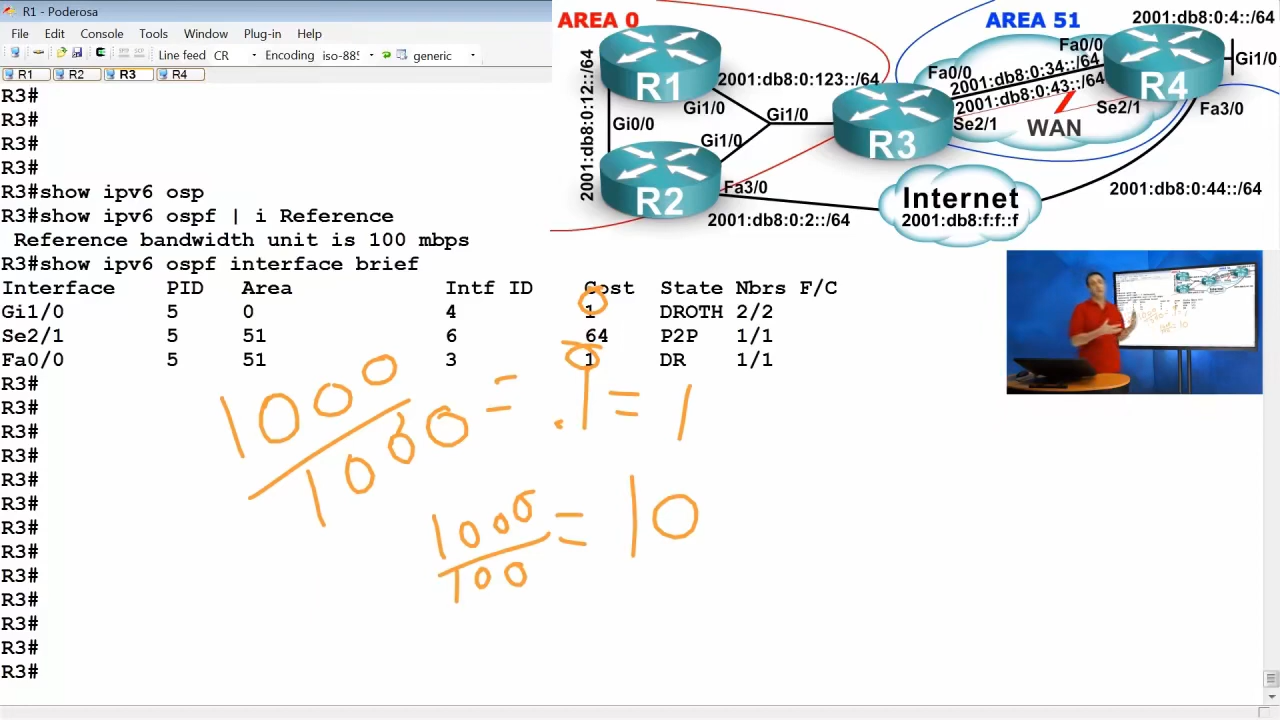 R1 - Poderosa
File Edit Console Tools Window Plug-in Help
Line feed CR Encoding iso-885 generic
R1 R2 R3 R4
R3#
R3#
R3#
R3#
R3#show ipv6 osp
R3#show ipv6 ospf | i Reference
Reference bandwidth unit is 100 mbps
R3#show ipv6 ospf interface brief
Interface PID Area Intf ID Cost State Nbrs F/C
Gi1/0 5 0 4 1 DROTH 2/2
Se2/1 5 51 6 64 P2P 1/1
Fa0/0 5 51 3 1 DR 1/1
R3#
R3#
R3#
R3#
R3#
R3#
R3#
R3#
R3#
R3#
R3#
R3#
R3#
1000
1000
= .1 = 1
1000
100
= 10
AREA 0
AREA 51
2001:db8:0:4::/64
R1
2001:db8:0:12::/64
Gi0/0
Gi1/0
2001:db8:0:123::/64
Gi1/0
Gi1/0
R2
Fa3/0
2001:db8:0:2::/64
R3
Fa0/0
Se2/1
2001:db8:0:34::/64
2001:db8:0:43::/64
WAN
Fa0/0
Se2/1
R4
Gi1/0
Fa3/0
2001:db8:0:44::/64
Internet
2001:db8:f:f::f